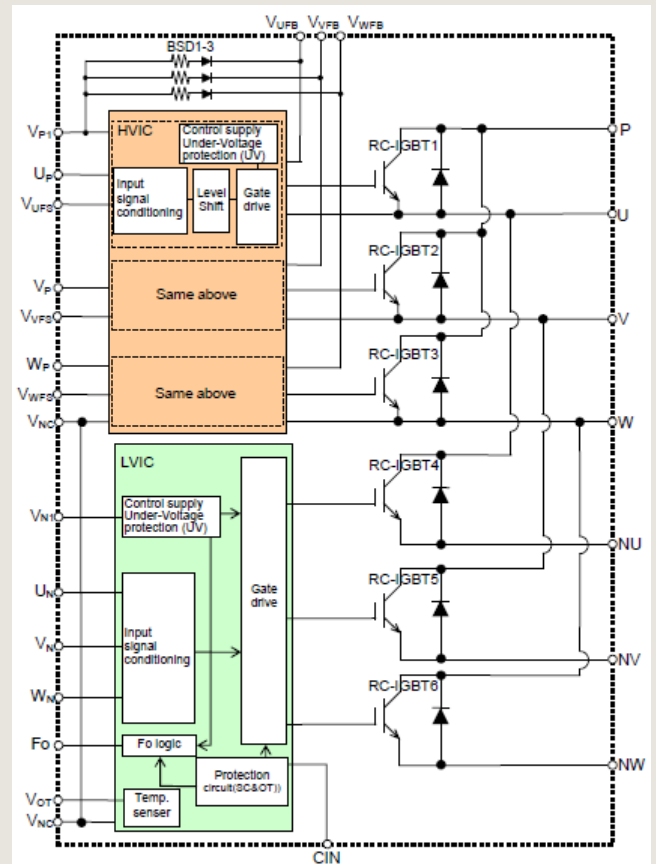 VUFB VVFB VWFB
BSD1-3
VP1
HVIC
Control supply
Under-Voltage
protection (UV)
RC-IGBT1
P
UP
Input
signal
conditioning
Level
Shift
Gate
drive
VUFS
U
RC-IGBT2
VP
Same above
VVFS
V
RC-IGBT3
WP
Same above
VWFS
VNC
W
LVIC
RC-IGBT4
VN1
Control supply
Under-Voltage
protection (UV)
NU
Gate
drive
RC-IGBT5
UN
Input
signal
conditioning
VN
NV
WN
RC-IGBT6
Fo
Fo logic
Protection
circuit(SC&OT))
NW
VOT
Temp.
senser
VNC
CIN